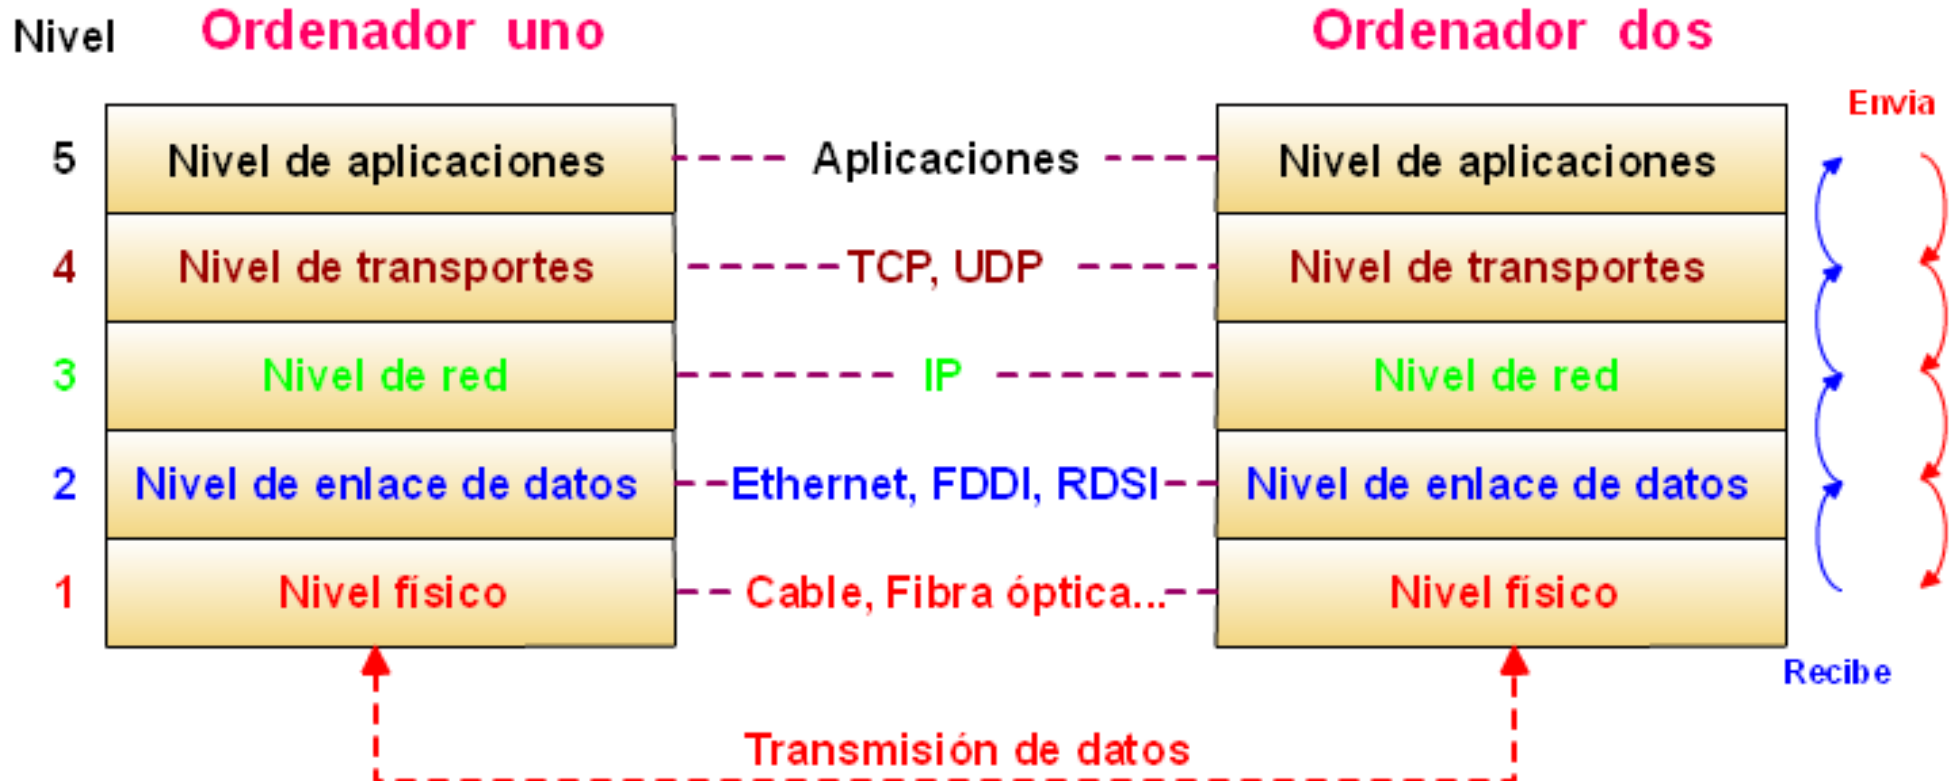 Nivel Ordenador uno Ordenador dos
Envia
5 Nivel de aplicaciones Aplicaciones Nivel de aplicaciones
4 Nivel de transportes TCP, UDP Nivel de transportes
3 Nivel de red IP Nivel de red
2 Nivel de enlace de datos Ethernet, FDDI, RDSI Nivel de enlace de datos
1 Nivel físico Cable, Fibra óptica... Nivel físico
Recibe
Transmisión de datos